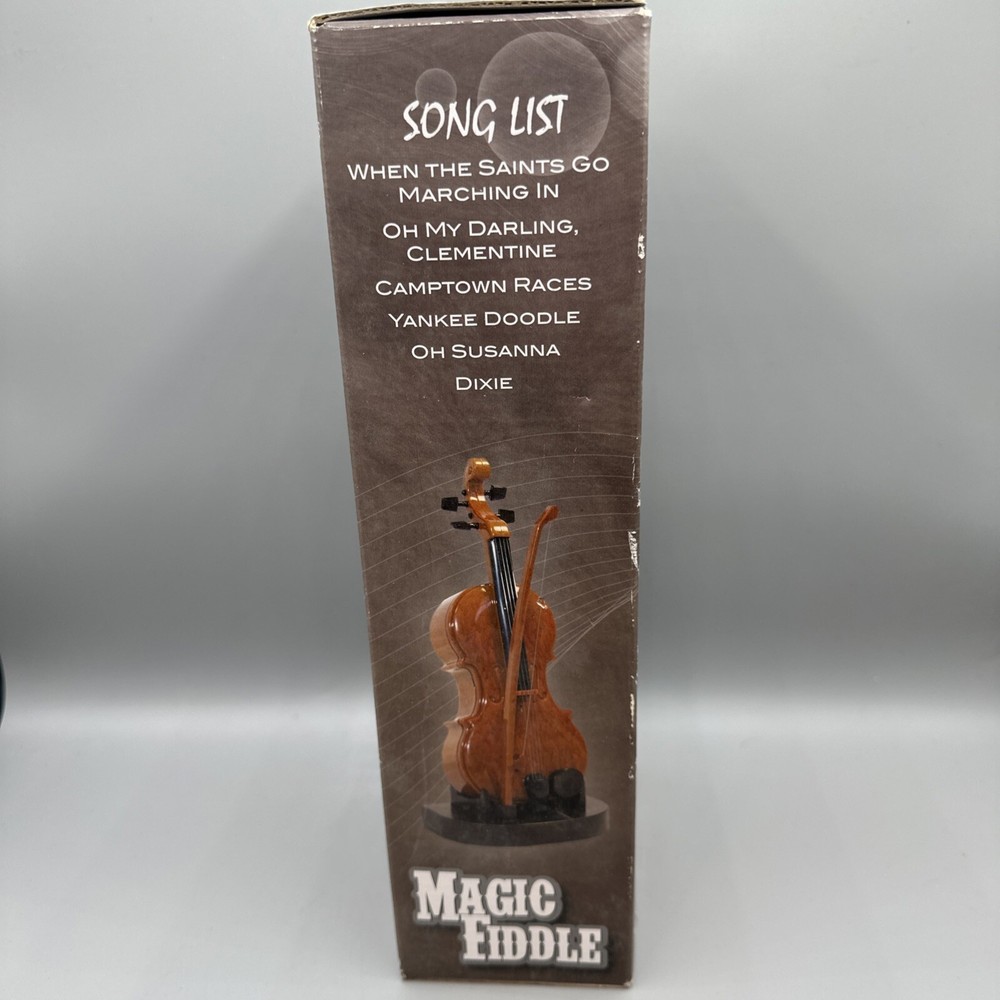 SONG LIST
WHEN THE SAINTS GO
MARCHING IN
OH MY DARLING,
CLEMENTINE
CAMPTOWN RACES
YANKEE DOODLE
OH SUSANNA
DIXIE
MAGIC
FIDDLE